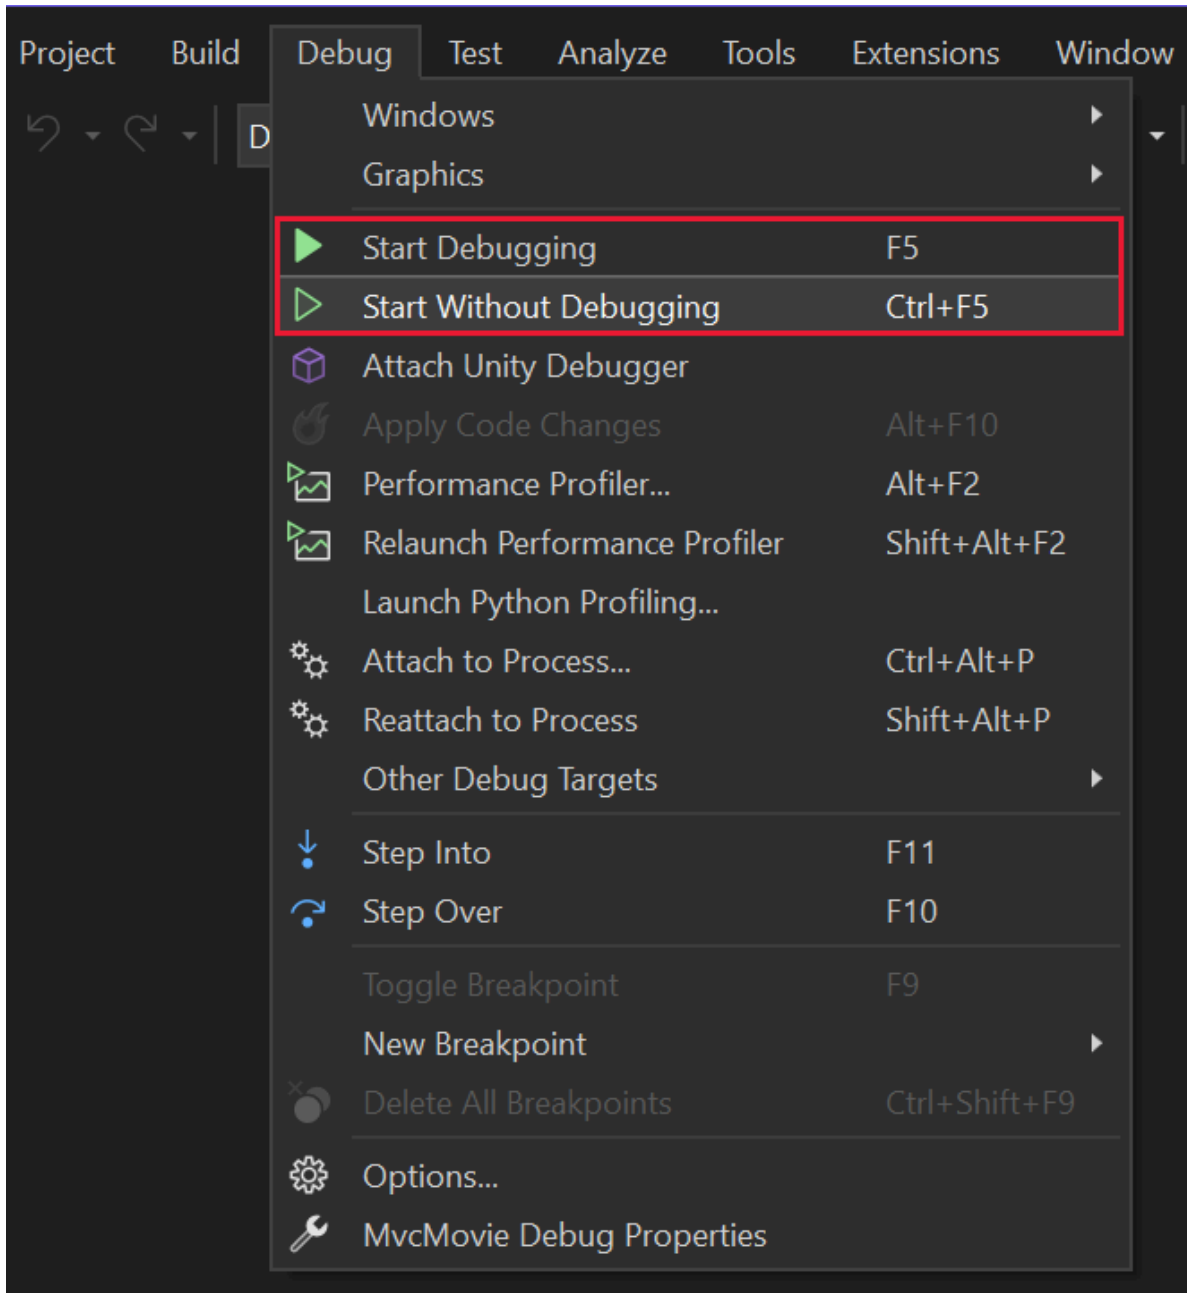 Project Build Debug Test Analyze Tools Extensions Window
D
Windows
Graphics
Start Debugging F5
Start Without Debugging Ctrl+F5
Attach Unity Debugger
Apply Code Changes Alt+F10
Performance Profiler... Alt+F2
Relaunch Performance Profiler Shift+Alt+F2
Launch Python Profiling...
Attach to Process... Ctrl+Alt+P
Reattach to Process Shift+Alt+P
Other Debug Targets
Step Into F11
Step Over F10
Toggle Breakpoint F9
New Breakpoint
Delete All Breakpoints Ctrl+Shift+F9
Options...
MvcMovie Debug Properties